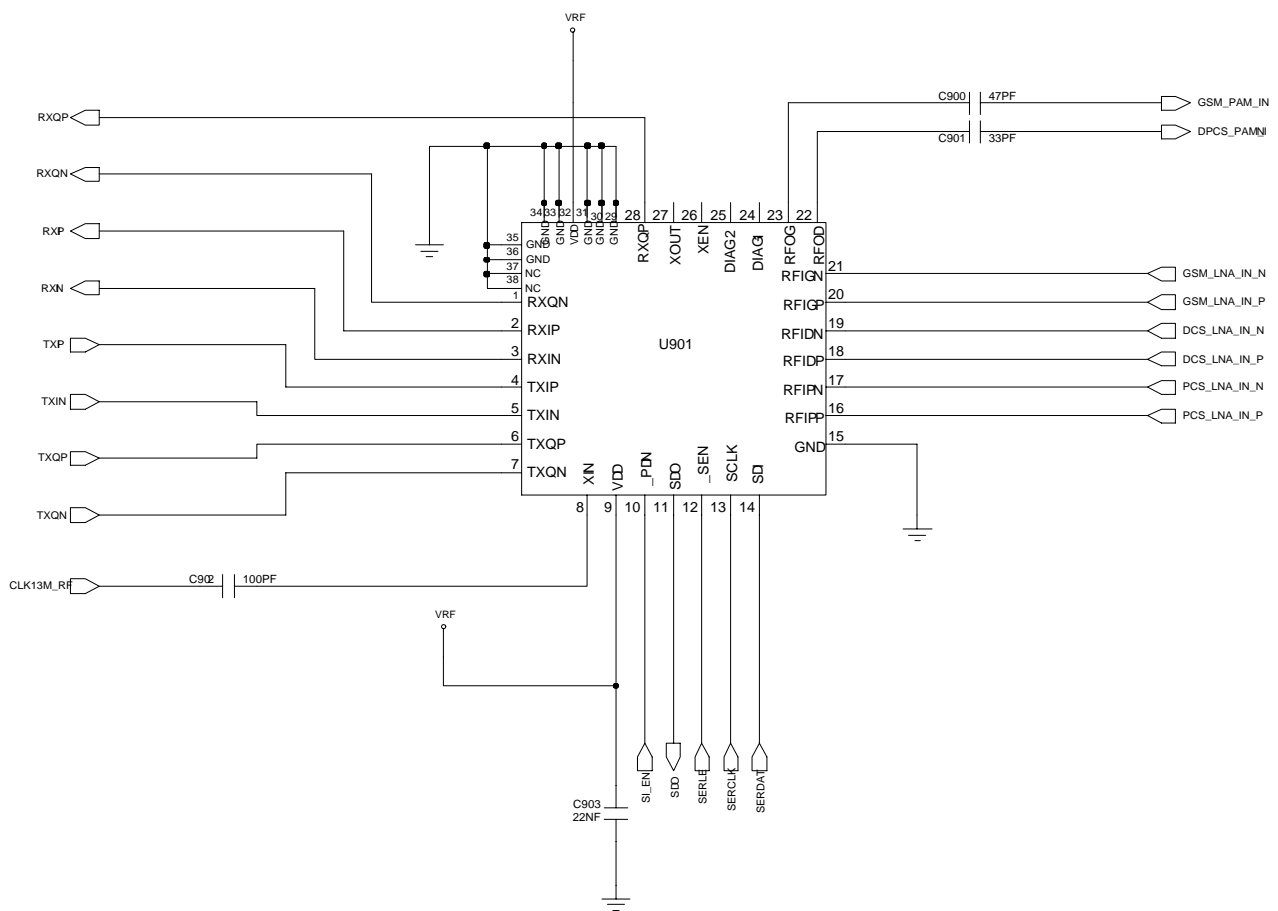 VRF
C900 47PF GSM_PAM_IN
RXQP
C901 33PF DPCS_PAM_IN
RXQN
34 33 32 31 30 29 28 27 26 25 24 23 22
GND GND VDD GND GND GND RXQP XOUT XEN DIAG2 DIAG1 RFOG RFOD
RXIP
35 GND
36 GND
37 NC
38 NC
RFIGN 21 GSM_LNA_IN_N
RXIN
1 RXQN
RFIGP 20 GSM_LNA_IN_P
2 RXIP
RFIDN 19 DCS_LNA_IN_N
TXIP
3 RXIN
U901
RFIDP 18 DCS_LNA_IN_P
4 TXIP
RFIPN 17 PCS_LNA_IN_N
TXIN
5 TXIN
RFIPP 16 PCS_LNA_IN_P
TXQP
6 TXQP
GND 15
7 TXQN
XIN VDD _PDN SDO _SEN SCLK SDI
8 9 10 11 12 13 14
TXQN
CLK13M_RF C902 100PF
VRF
SI_EN SDO SERLE SERCLK SERDAT
C903
22NF